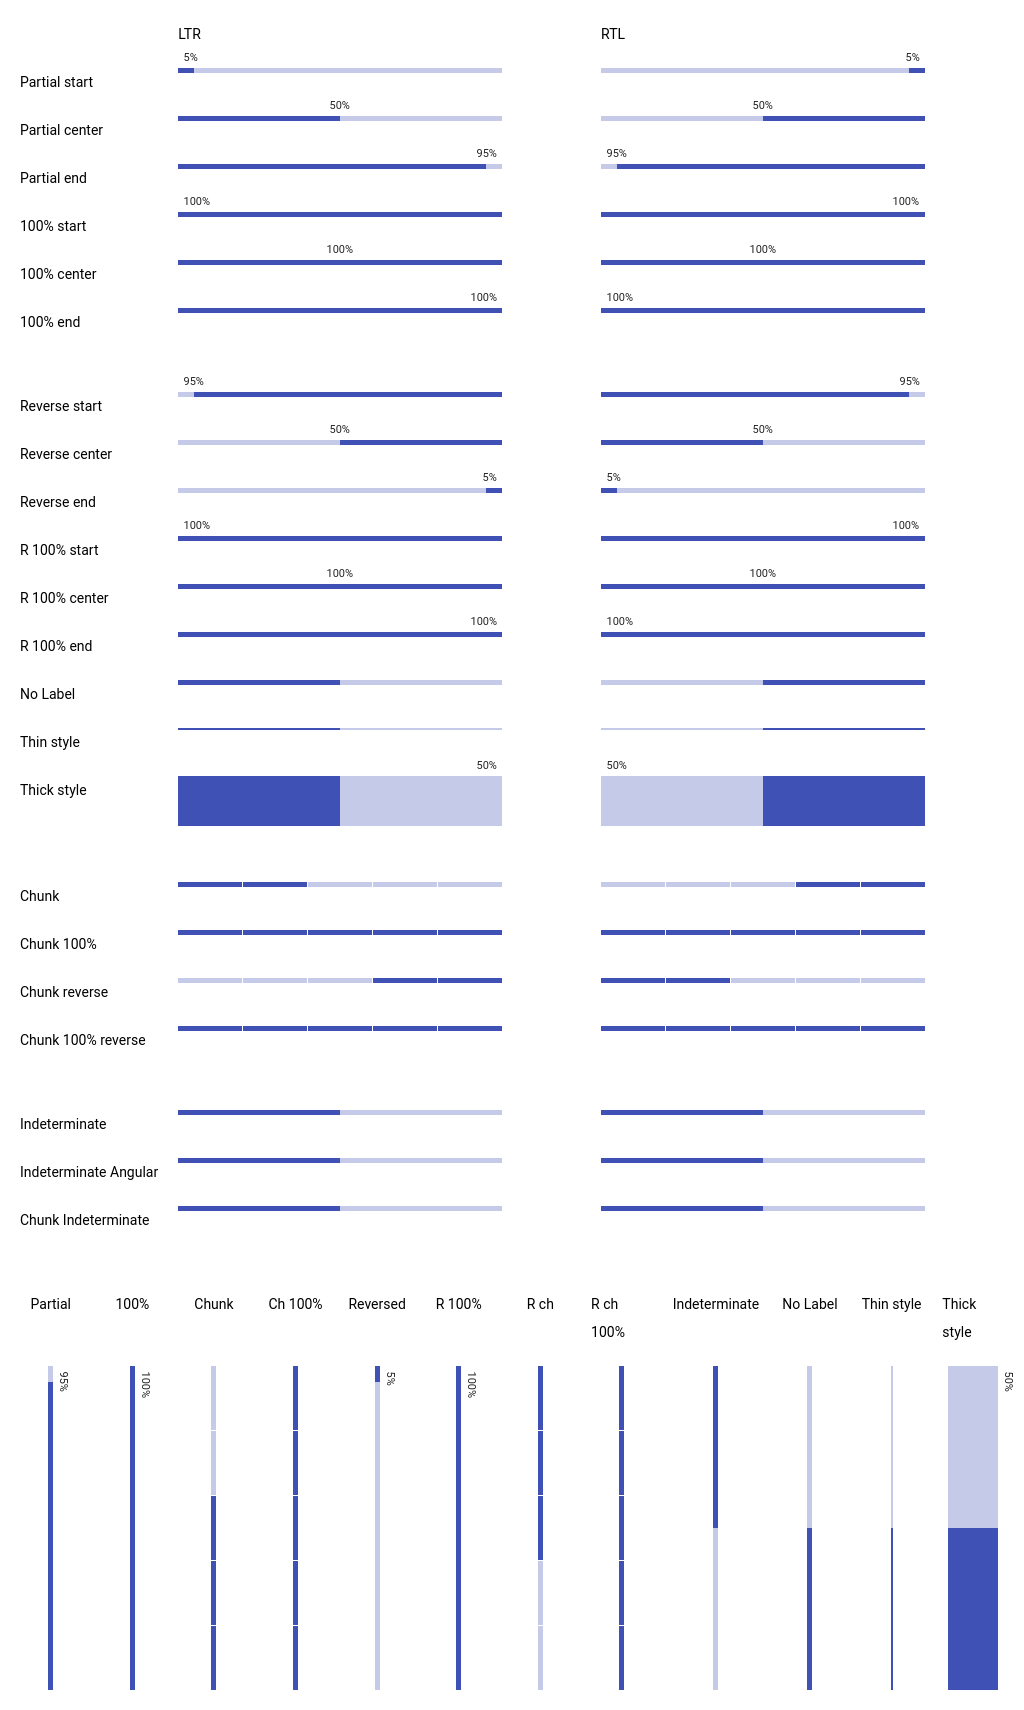 LTR RTL
5% 5%
Partial start
50% 50%
Partial center
95% 95%
Partial end
100% 100%
100% start
100% 100%
100% center
100% 100%
100% end
95% 95%
Reverse start
50% 50%
Reverse center
5% 5%
Reverse end
100% 100%
R 100% start
100% 100%
R 100% center
100% 100%
R 100% end
No Label
Thin style
50% 50%
Thick style
Chunk
Chunk 100%
Chunk reverse
Chunk 100% reverse
Indeterminate
Indeterminate Angular
Chunk Indeterminate
Partial 100% Chunk Ch 100% Reversed R 100% R ch R ch Indeterminate No Label Thin style Thick
100% style
95% 100% 5% 100% 50%